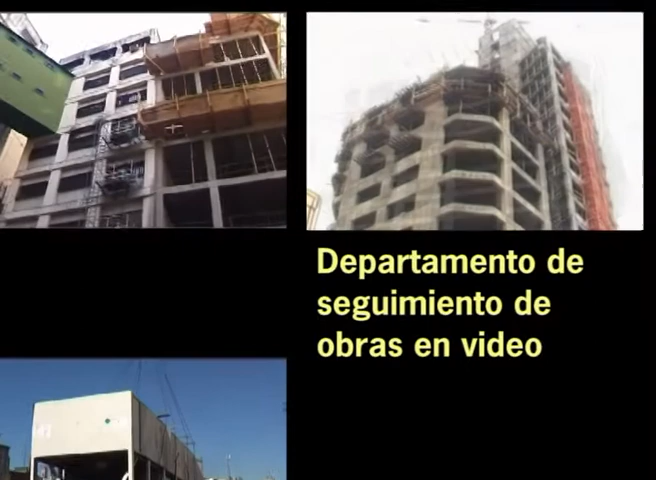 Departamento de
seguimiento de
obras en video